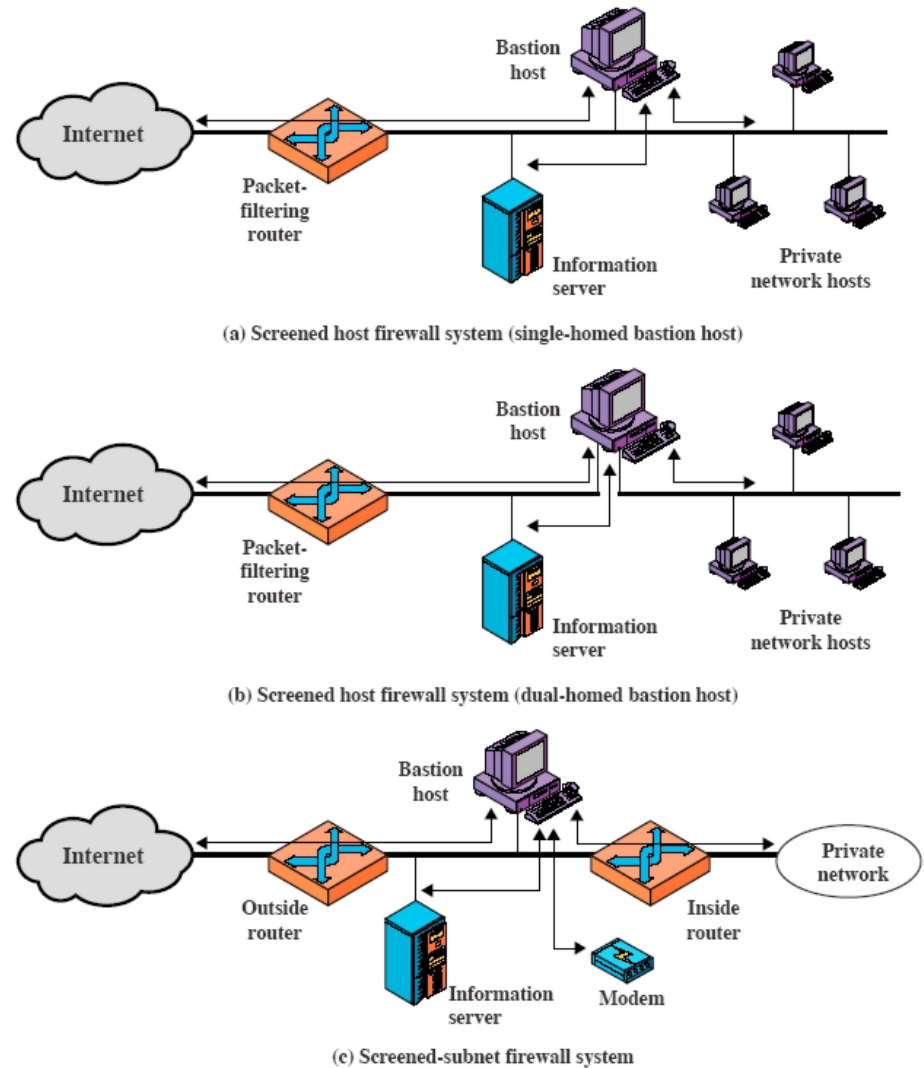 Bastion
host
Internet
Packet-
filtering
router
Information
server
Private
network hosts
(a) Screened host firewall system (single-homed bastion host)
Bastion
host
Internet
Packet-
filtering
router
Information
server
Private
network hosts
(b) Screened host firewall system (dual-homed bastion host)
Bastion
host
Internet
Private
network
Outside
router
Inside
router
Information
server
Modem
(c) Screened-subnet firewall system